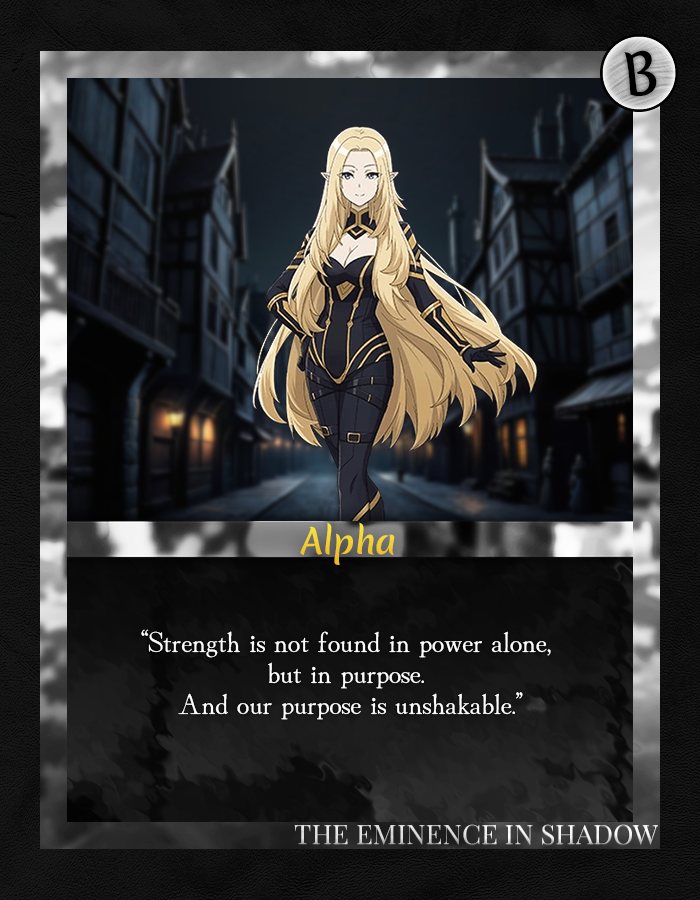 B
Alpha
“Strength is not found in power alone,
but in purpose.
And our purpose is unshakable.”
THE EMINENCE IN SHADOW